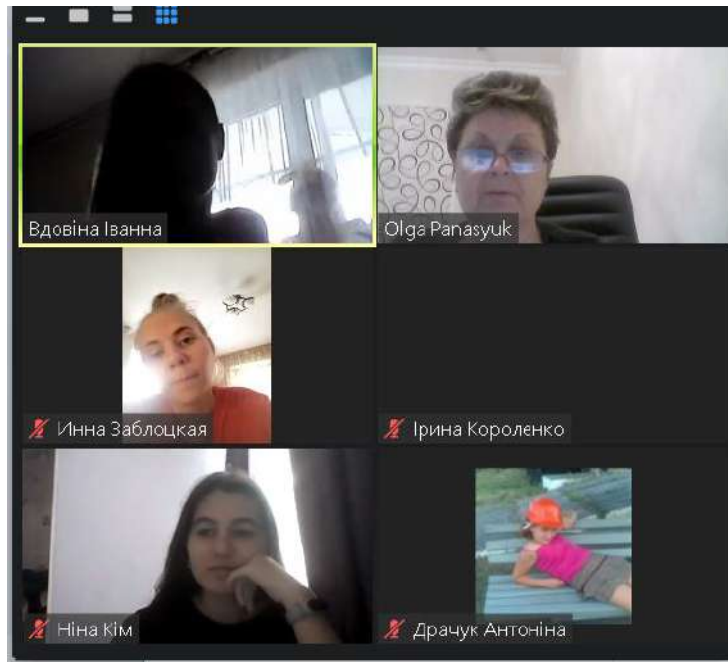 Вдовіна Іванна
Olga Panasyuk
Инна Заблоцкая
Ірина Короленко
Ніна Кім
Драчук Антоніна